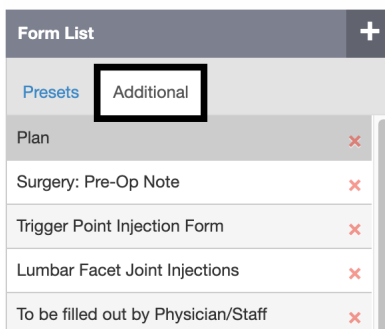 Form List
Presets Additional
Plan
Surgery: Pre-Op Note
Trigger Point Injection Form
Lumbar Facet Joint Injections
To be filled out by Physician/Staff